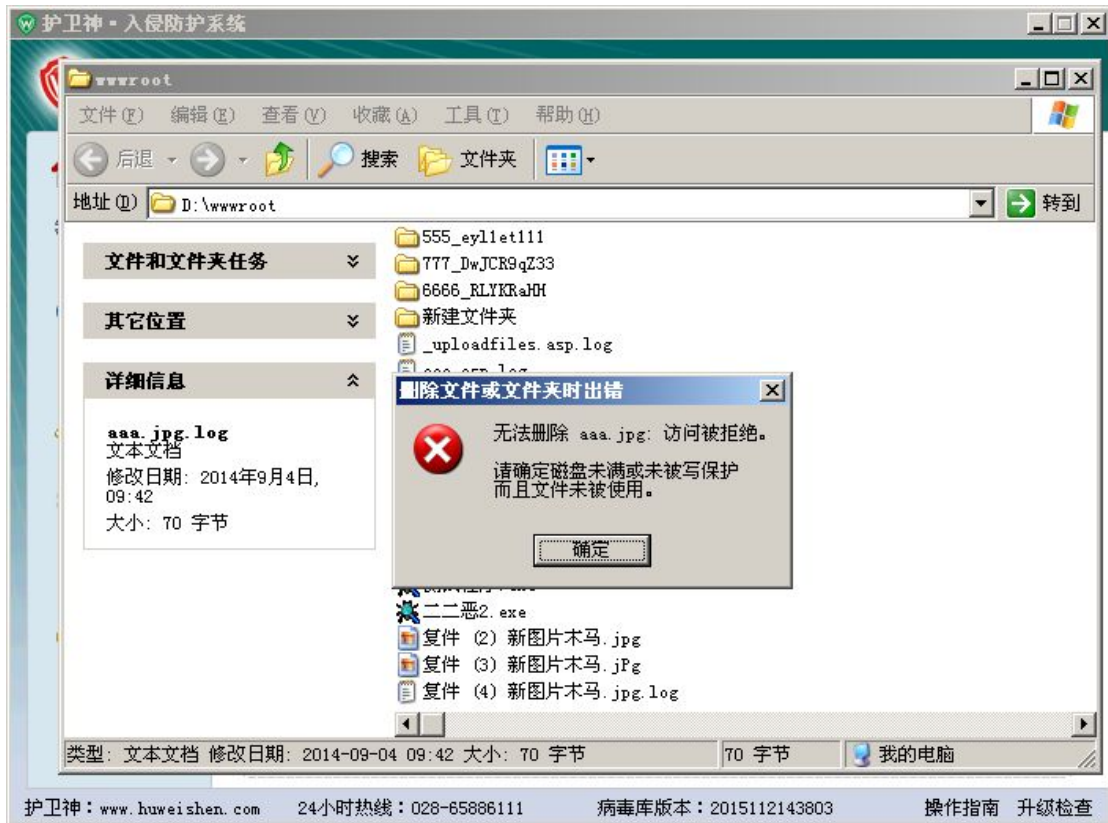 护卫神·入侵防护系统
wwwroot
文件(F) 编辑(E) 查看(V) 收藏(A) 工具(T) 帮助(H)
后退 搜索 文件夹
地址(D) D:\wwwroot 转到
文件和文件夹任务
其它位置
详细信息
aaa.jpg.log
文本文档
修改日期: 2014年9月4日,
09:42
大小: 70 字节
555_eyllet111
777_DwJCR9qZ33
6666_RLYKRaHH
新建文件夹
_uploadfiles.asp.log
删除文件或文件夹时出错
无法删除 aaa.jpg: 访问被拒绝。
请确定磁盘未满或未被写保护
而且文件未被使用。
确定
二二恶2.exe
复件 (2) 新图片木马.jpg
复件 (3) 新图片木马.jPg
复件 (4) 新图片木马.jpg.log
类型: 文本文档 修改日期: 2014-09-04 09:42 大小: 70 字节 70 字节 我的电脑
护卫神:www.huweishen.com 24小时热线:028-65886111 病毒库版本:2015112143803 操作指南 升级检查